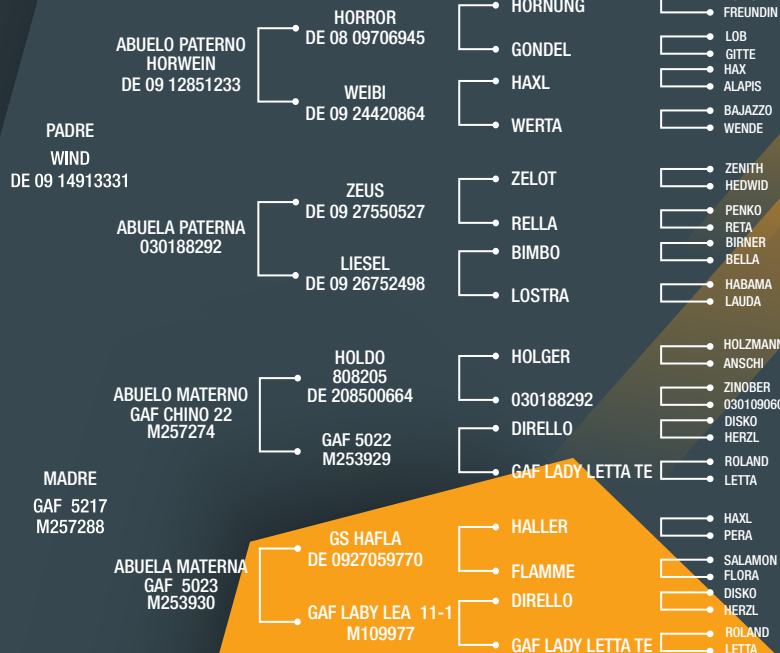 PADRE
WIND
DE 09 14913331
ABUELO PATERNO
HORWEIN
DE 09 12851233
HORROR
DE 08 09706945
HORNUNG
FREUNDIN
GONDEL
LOB
GITTE
WEIBI
DE 09 24420864
HAXL
HAX
ALAPIS
WERTA
BAJAZZO
WENDE
ABUELA PATERNA
030188292
ZEUS
DE 09 27550527
ZELOT
ZENITH
HEDWID
RELLA
PENKO
RETA
LIESEL
DE 09 26752498
BIMBO
BIRNER
BELLA
LOSTRA
HABAMA
LAUDA
MADRE
GAF 5217
M257288
ABUELO MATERNO
GAF CHINO 22
M257274
HOLDO
808205
DE 208500664
HOLGER
HOLZMANN
ANSCHI
030188292
ZINOBER
03010906
GAF 5022
M253929
DIRELLO
DISKO
HERZL
GAF LADY LETTA TE
ROLAND
LETTA
ABUELA MATERNA
GAF 5023
M253930
GS HAFLA
DE 0927059770
HALLER
HAXL
PERA
FLAMME
SALAMON
FLORA
GAF LABY LEA 11-1
M109977
DIRELLO
DISKO
HERZL
GAF LADY LETTA TE
ROLAND
LETTA